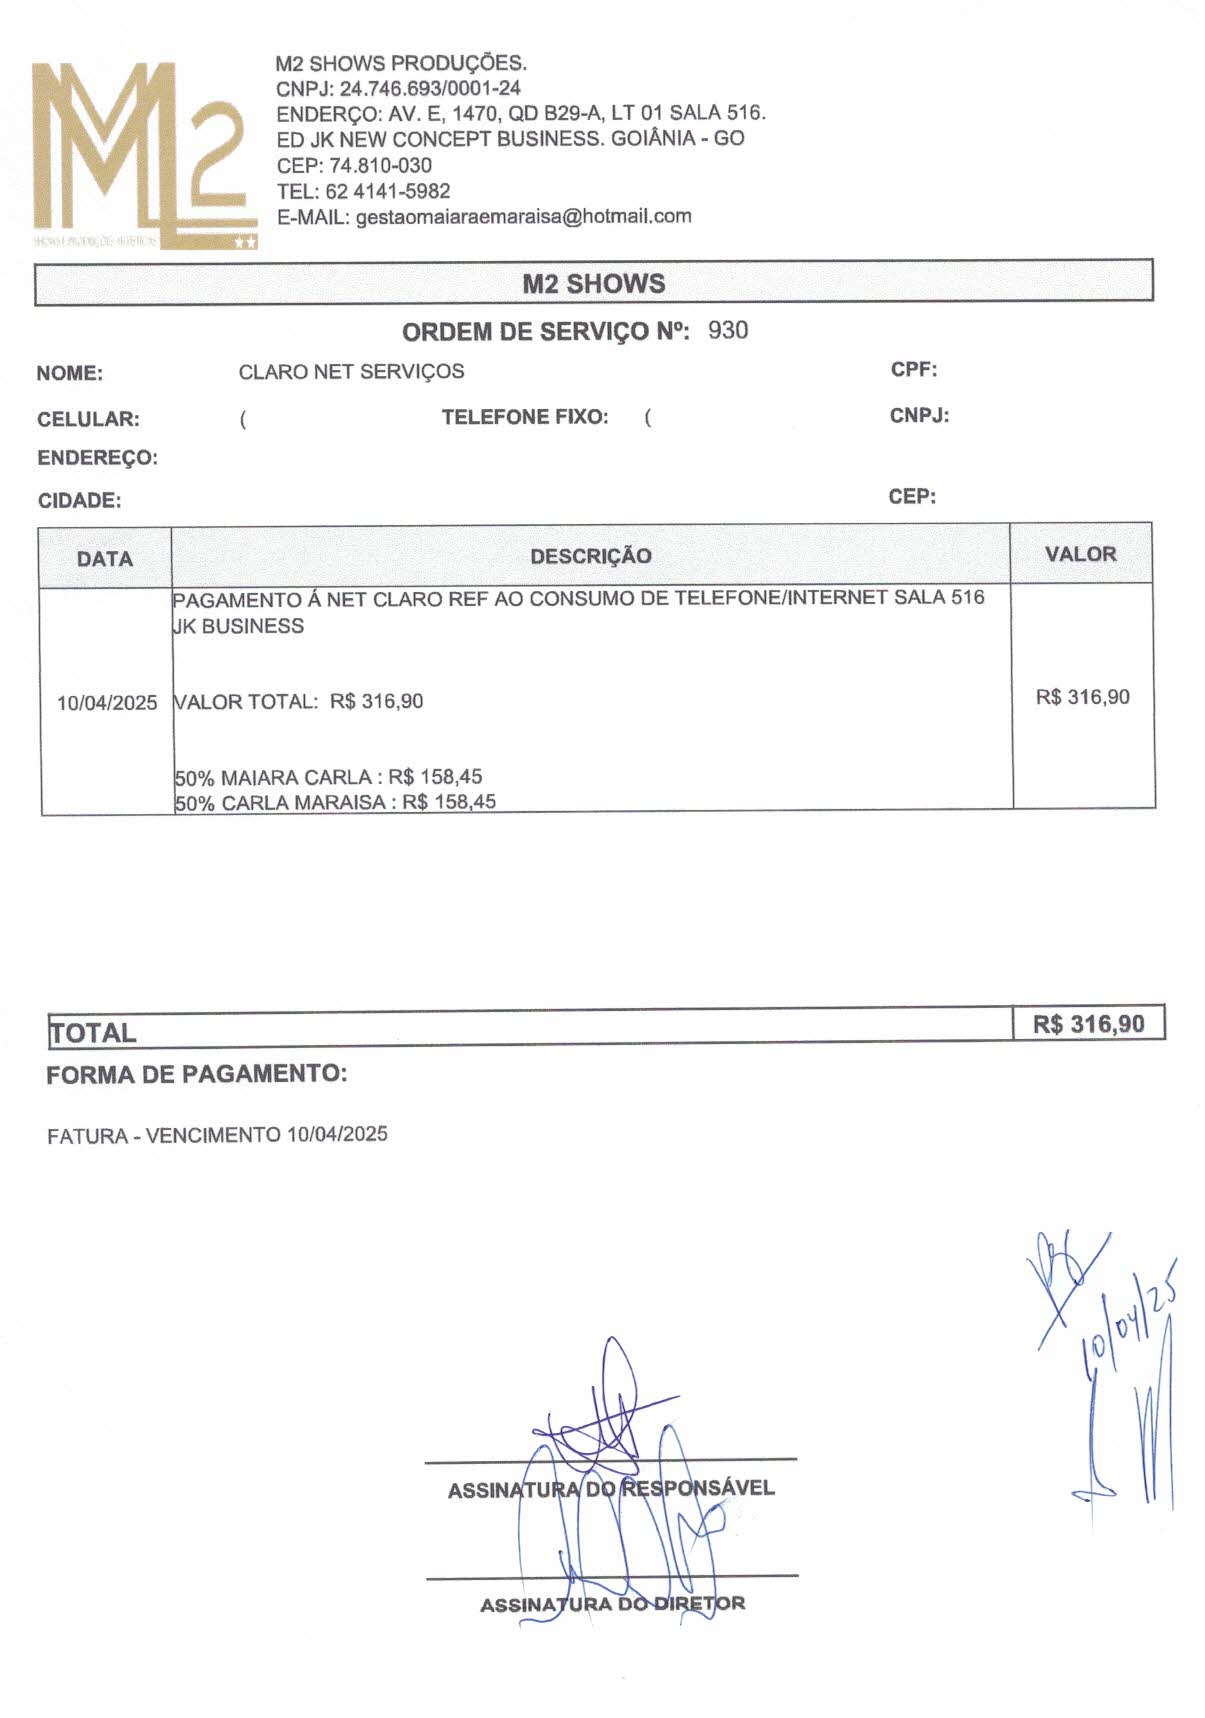 M2 SHOWS PRODUÇÕES.
CNPJ: 24.746.693/0001-24
ENDERÇO: AV. E, 1470, QD B29-A, LT 01 SALA 516.
ED JK NEW CONCEPT BUSINESS. GOIÂNIA - GO
CEP: 74.810-030
TEL: 62 4141-5982
E-MAIL: gestaomaiaraemaraisa@hotmail.com
M2
M2 SHOWS
ORDEM DE SERVIÇO Nº: 930
NOME: CLARO NET SERVIÇOS CPF:
CELULAR: ( TELEFONE FIXO: ( CNPJ:
ENDEREÇO:
CIDADE: CEP:
DATA DESCRIÇÃO VALOR
PAGAMENTO Á NET CLARO REF AO CONSUMO DE TELEFONE/INTERNET SALA 516
JK BUSINESS
10/04/2025 VALOR TOTAL: R$ 316,90 R$ 316,90
50% MAIARA CARLA : R$ 158,45
50% CARLA MARAISA : R$ 158,45
TOTAL R$ 316,90
FORMA DE PAGAMENTO:
FATURA - VENCIMENTO 10/04/2025
10/04/25
ASSINATURA DO RESPONSÁVEL
ASSINATURA DO DIRETOR